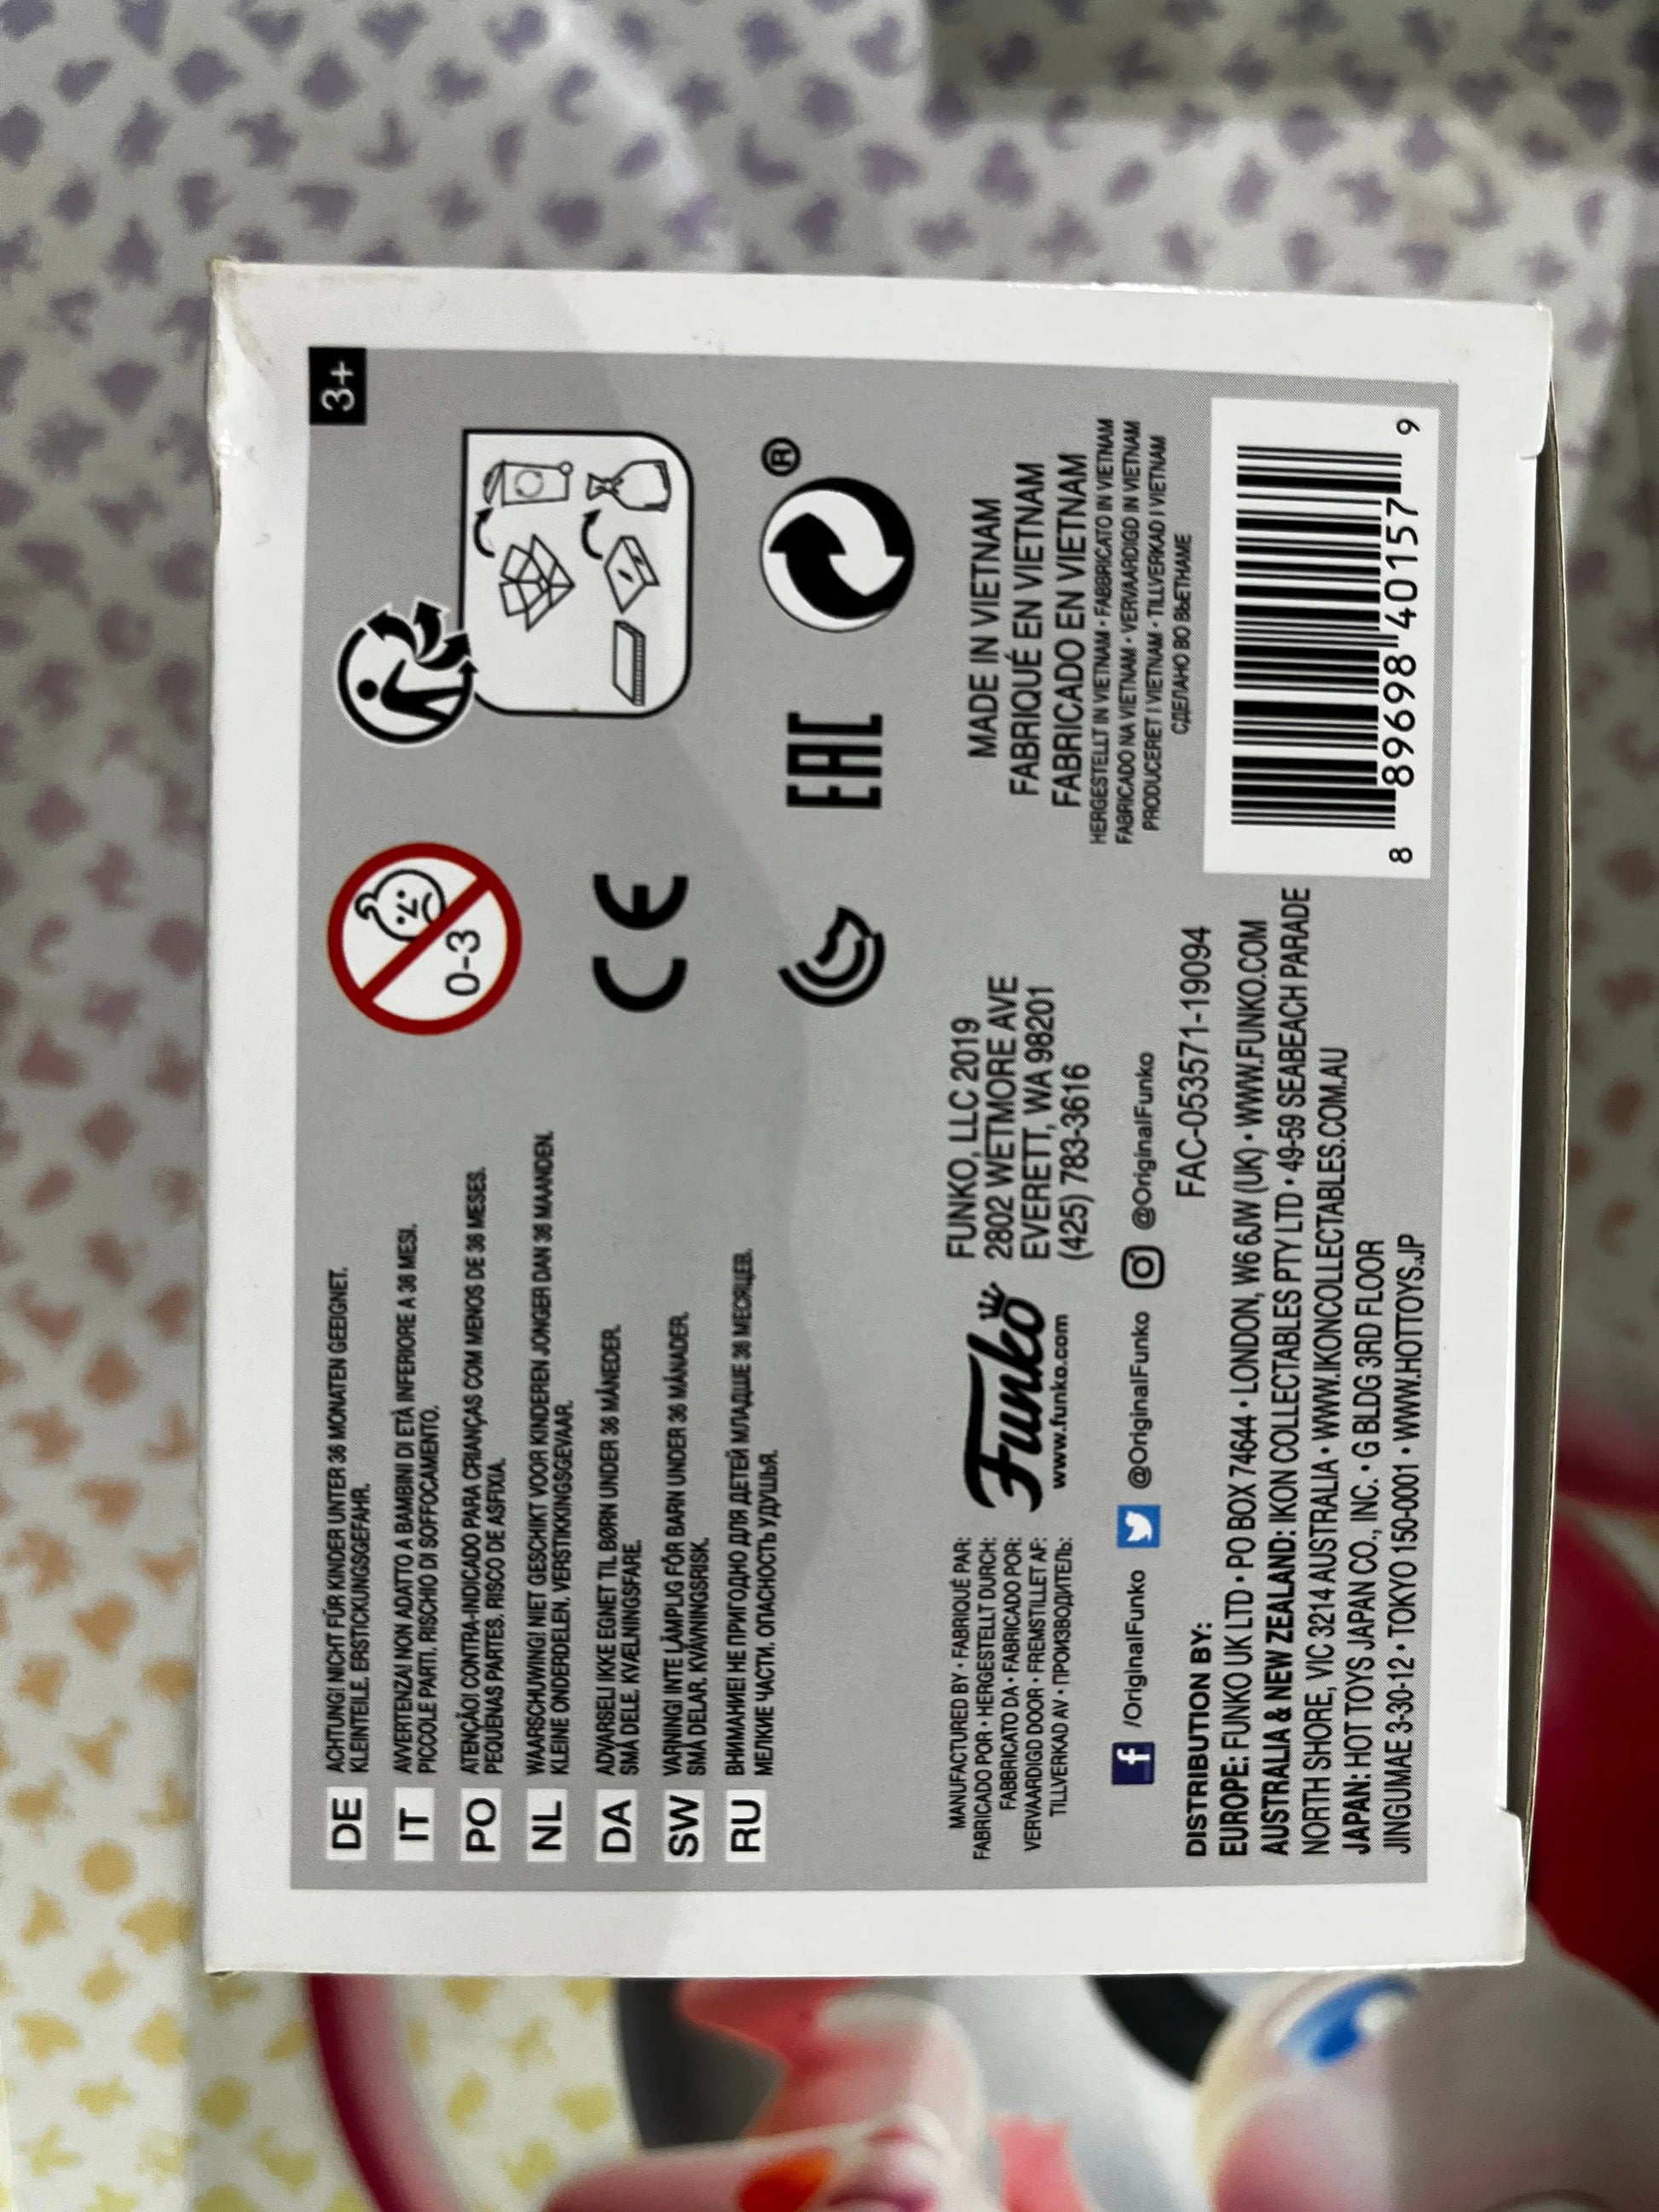 3+
DE ACHTUNG! NICHT FÜR KINDER UNTER 36 MONATEN GEEIGNET.
KLEINTEILE. ERSTICKUNGSGEFAHR.
IT AVVERTENZA! NON ADATTO A BAMBINI DI ETÀ INFERIORE A 36 MESI.
PICCOLE PARTI. RISCHIO DI SOFFOCAMENTO.
PO ATENÇÃO! CONTRA-INDICADO PARA CRIANÇAS COM MENOS DE 36 MESES.
PEQUENAS PARTES. RISCO DE ASFIXIA.
NL WAARSCHUWING! NIET GESCHIKT VOOR KINDEREN JONGER DAN 36 MAANDEN.
KLEINE ONDERDELEN. VERSTIKKINGSGEVAAR.
DA ADVARSEL! IKKE EGNET TIL BØRN UNDER 36 MÅNEDER.
SMÅ DELE. KVÆLNINGSFARE.
SW VARNING! INTE LÄMPLIG FÖR BARN UNDER 36 MÅNADER.
SMÅ DELAR. KVÄVNINGSRISK.
RU ВНИМАНИЕ! НЕ ПРИГОДНО ДЛЯ ДЕТЕЙ МЛАДШЕ 36 МЕСЯЦЕВ.
МЕЛКИЕ ЧАСТИ. ОПАСНОСТЬ УДУШЬЯ.
0-3
CE
EAC
®
MANUFACTURED BY • FABRIQUÉ PAR:
FABRICADO POR • HERGESTELLT DURCH:
FABBRICATO DA • FABRICADO POR:
VERVAARDIGD DOOR • FREMSTILLET AF:
TILLVERKAD AV • ПРОИЗВОДИТЕЛЬ:
Funko
www.funko.com
FUNKO, LLC 2019
2802 WETMORE AVE
EVERETT, WA 98201
(425) 783-3616
MADE IN VIETNAM
FABRIQUÉ EN VIETNAM
FABRICADO EN VIETNAM
HERGESTELLT IN VIETNAM • FABBRICATO IN VIETNAM
FABRICADO NA VIETNAM • VERVAARDIGD IN VIETNAM
PRODUCERET I VIETNAM • TILLVERKAD I VIETNAM
СДЕЛАНО ВО ВЬЕТНАМЕ
f /OriginalFunko @OriginalFunko @OriginalFunko
FAC-053571-19094
DISTRIBUTION BY:
EUROPE: FUNKO UK LTD • PO BOX 74644 • LONDON, W6 6JW (UK) • WWW.FUNKO.COM
AUSTRALIA & NEW ZEALAND: IKON COLLECTABLES PTY LTD • 49-59 SEABEACH PARADE
NORTH SHORE, VIC 3214 AUSTRALIA • WWW.IKONCOLLECTABLES.COM.AU
JAPAN: HOT TOYS JAPAN CO., INC. • G BLDG 3RD FLOOR
JINGUMAE 3-30-12 • TOKYO 150-0001 • WWW.HOTTOYS.JP
8 89698 40157 9